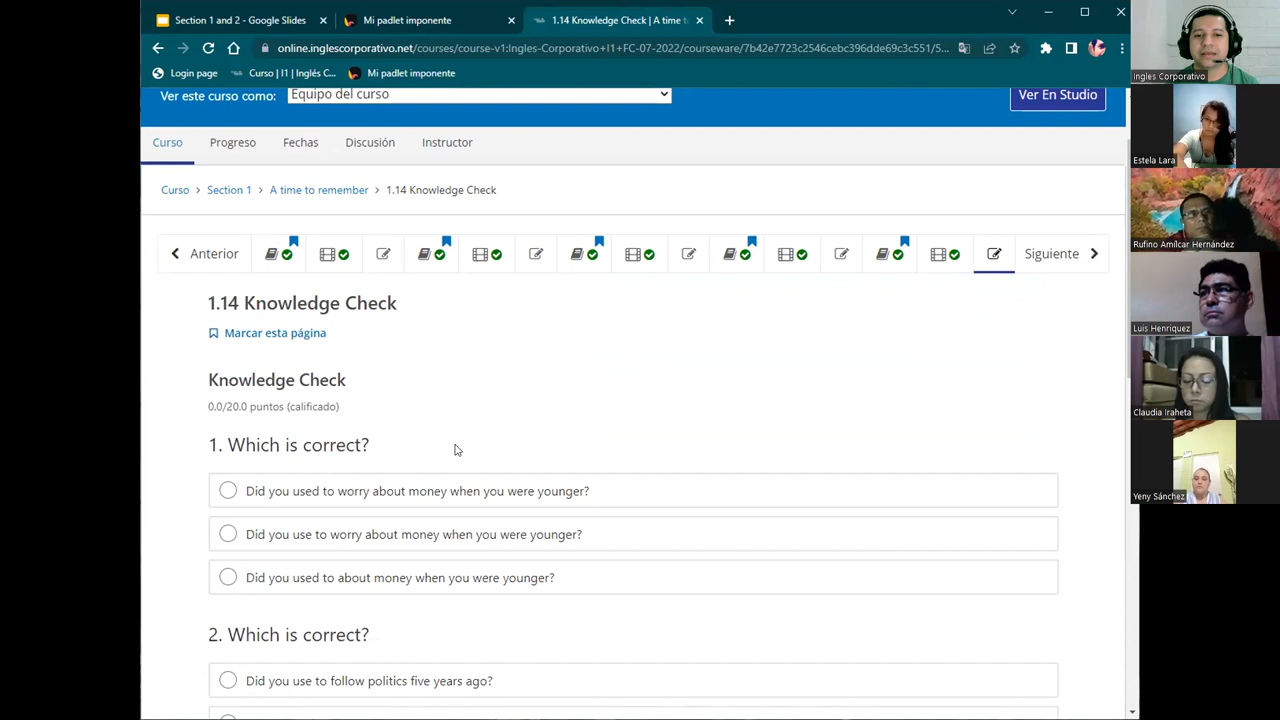 Section 1 and 2 - Google Slides
Mi padlet imponente
1.14 Knowledge Check | A time t
online.inglescorporativo.net/courses/course-v1:Ingles-Corporativo+I1+FC-07-2022/courseware/7b42e7723c2546cebc396dde69c3c551/5...
Login page
Curso | I1 | Inglés C...
Mi padlet imponente
Ver este curso como:
Equipo del curso
Ver En Studio
Curso
Progreso
Fechas
Discusión
Instructor
Curso > Section 1 > A time to remember > 1.14 Knowledge Check
Anterior
Siguiente
1.14 Knowledge Check
Marcar esta página
Knowledge Check
0.0/20.0 puntos (calificado)
1. Which is correct?
Did you used to worry about money when you were younger?
Did you use to worry about money when you were younger?
Did you used to about money when you were younger?
2. Which is correct?
Did you use to follow politics five years ago?
Ingles Corporativo
Estela Lara
Rufino Amílcar Hernández
Luis Henriquez
Claudia Iraheta
Yeny Sánchez